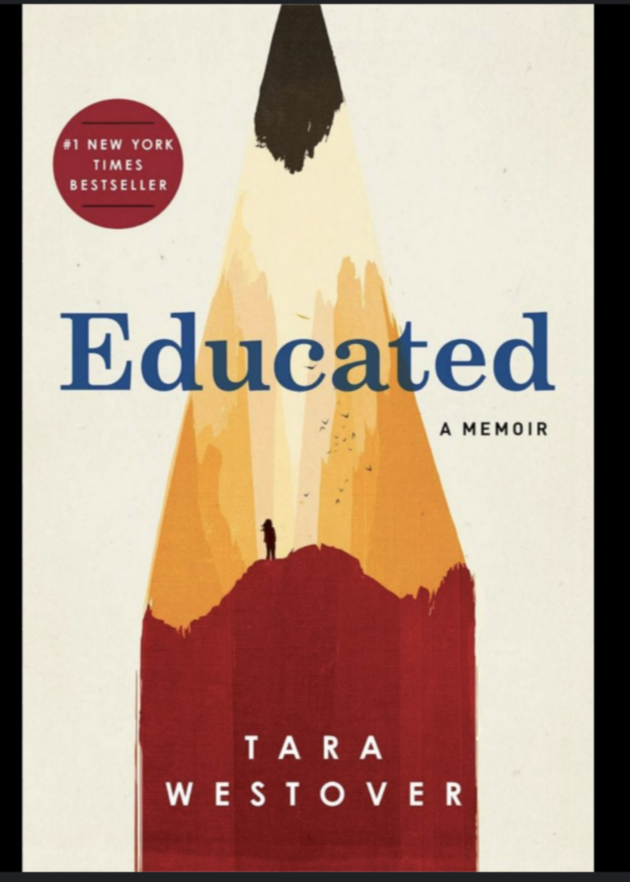 #1 NEW YORK
TIMES
BESTSELLER
Educated
A MEMOIR
TARA
WESTOVER